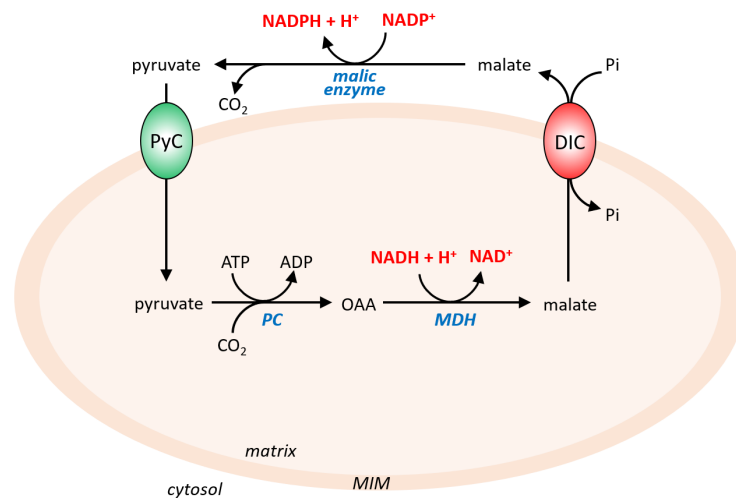 NADPH + H⁺ NADP⁺
pyruvate malate Pi
malic
enzyme
CO₂
PyC DIC
Pi
ATP ADP NADH + H⁺ NAD⁺
pyruvate OAA malate
PC MDH
CO₂
matrix
cytosol MIM